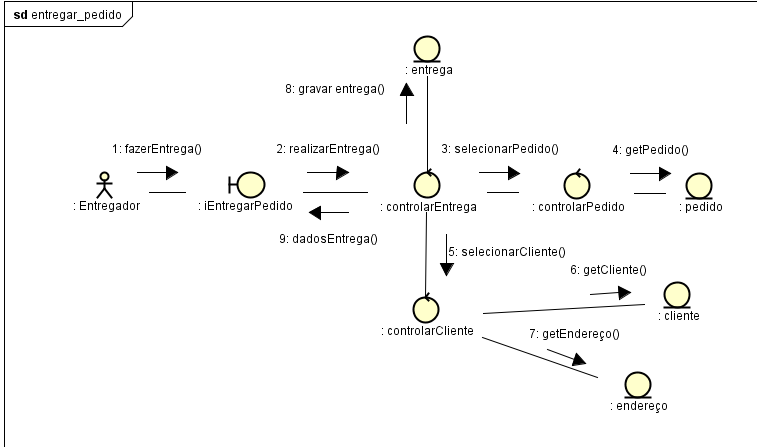 sd entregar_pedido
: entrega
8: gravar entrega()
1: fazerEntrega()
2: realizarEntrega()
3: selecionarPedido()
4: getPedido()
: Entregador
: iEntregarPedido
: controlarEntrega
: controlarPedido
: pedido
9: dadosEntrega()
5: selecionarCliente()
6: getCliente()
: cliente
: controlarCliente
7: getEndereço()
: endereço